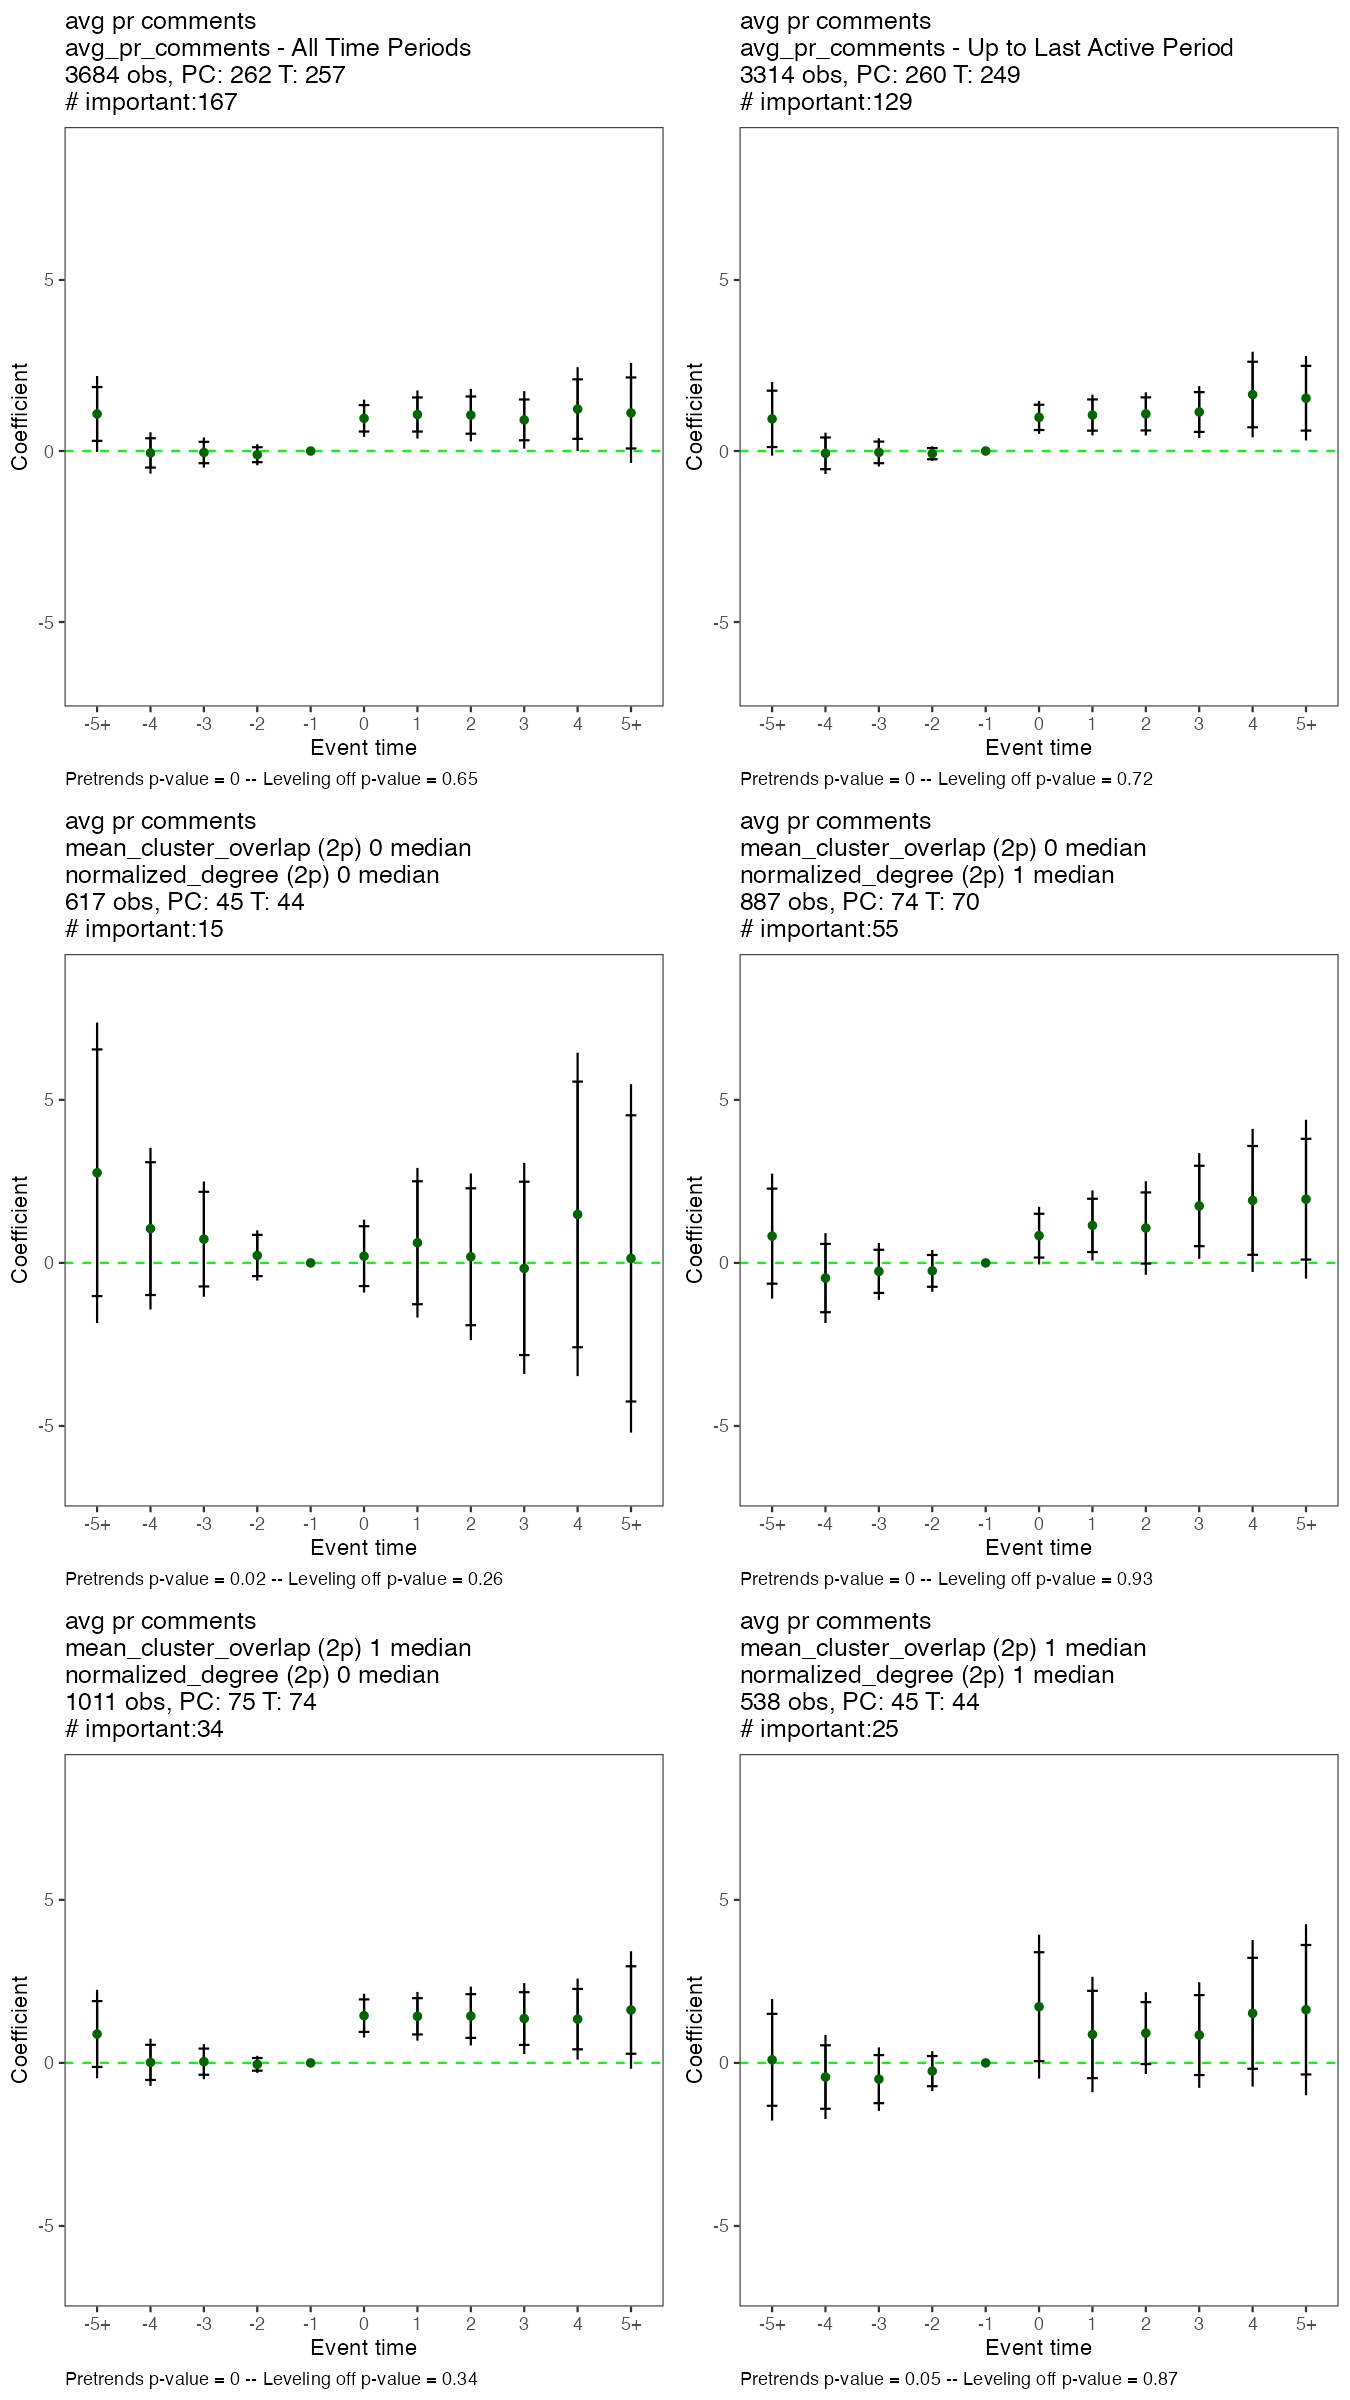 avg pr comments
avg_pr_comments - All Time Periods
3684 obs, PC: 262 T: 257
# important:167
Coefficient
5
0
-5
-5+ -4 -3 -2 -1 0 1 2 3 4 5+
Event time
Pretrends p-value = 0 -- Leveling off p-value = 0.65
avg pr comments
avg_pr_comments - Up to Last Active Period
3314 obs, PC: 260 T: 249
# important:129
Coefficient
5
0
-5
-5+ -4 -3 -2 -1 0 1 2 3 4 5+
Event time
Pretrends p-value = 0 -- Leveling off p-value = 0.72
avg pr comments
mean_cluster_overlap (2p) 0 median
normalized_degree (2p) 0 median
617 obs, PC: 45 T: 44
# important:15
Coefficient
5
0
-5
-5+ -4 -3 -2 -1 0 1 2 3 4 5+
Event time
Pretrends p-value = 0.02 -- Leveling off p-value = 0.26
avg pr comments
mean_cluster_overlap (2p) 0 median
normalized_degree (2p) 1 median
887 obs, PC: 74 T: 70
# important:55
Coefficient
5
0
-5
-5+ -4 -3 -2 -1 0 1 2 3 4 5+
Event time
Pretrends p-value = 0 -- Leveling off p-value = 0.93
avg pr comments
mean_cluster_overlap (2p) 1 median
normalized_degree (2p) 0 median
1011 obs, PC: 75 T: 74
# important:34
Coefficient
5
0
-5
-5+ -4 -3 -2 -1 0 1 2 3 4 5+
Event time
Pretrends p-value = 0 -- Leveling off p-value = 0.34
avg pr comments
mean_cluster_overlap (2p) 1 median
normalized_degree (2p) 1 median
538 obs, PC: 45 T: 44
# important:25
Coefficient
5
0
-5
-5+ -4 -3 -2 -1 0 1 2 3 4 5+
Event time
Pretrends p-value = 0.05 -- Leveling off p-value = 0.87